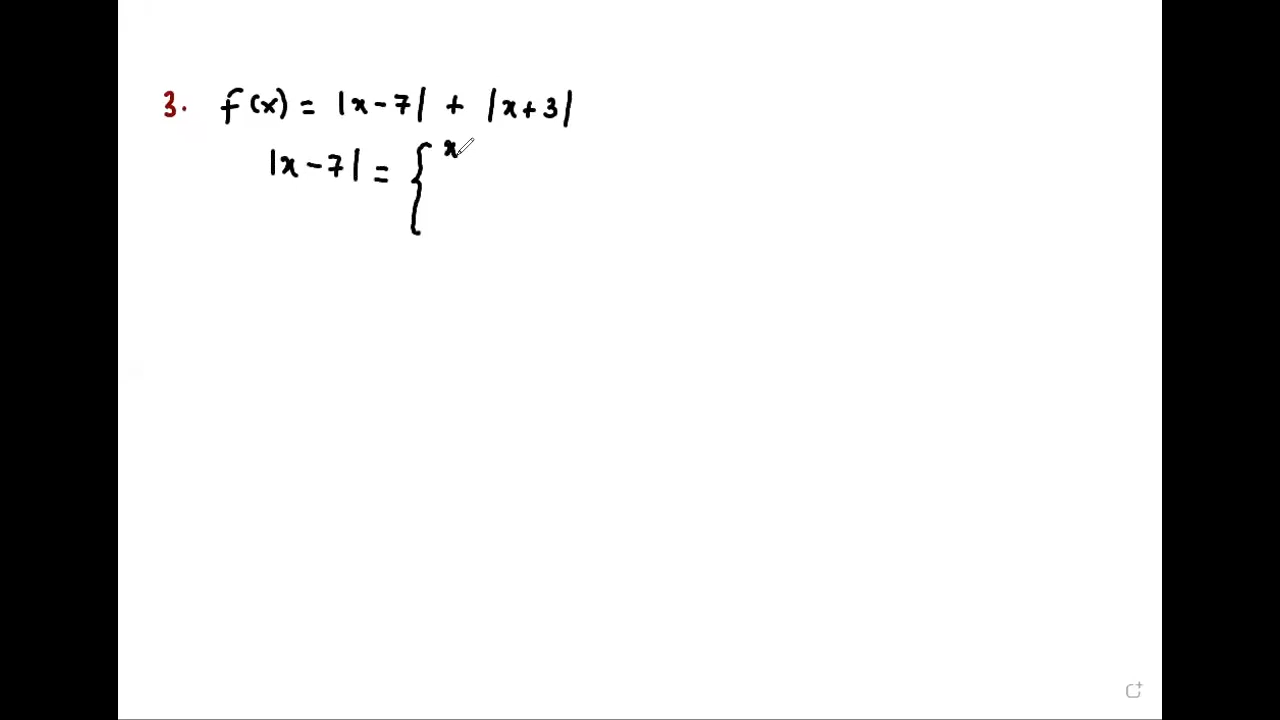 3. f(x) = |x-7| + |x+3|
|x-7| = { x